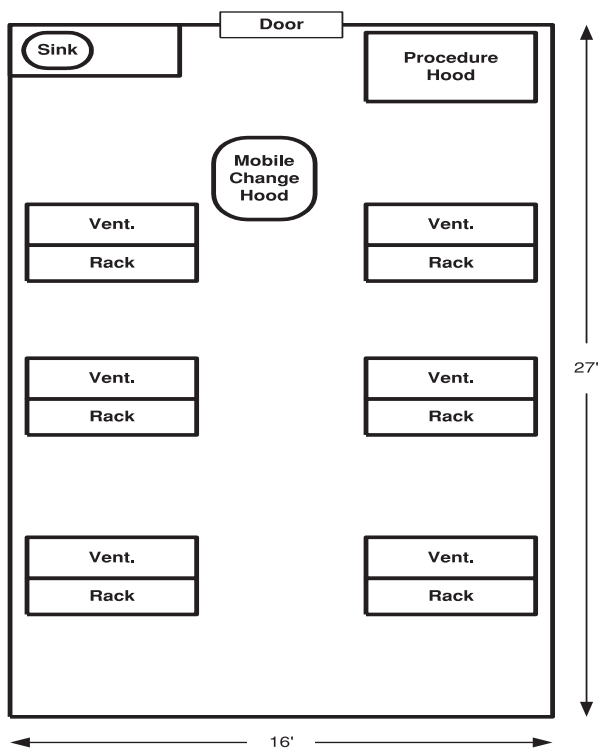 Door
Sink
Procedure
Hood
Mobile
Change
Hood
Vent.
Rack
Vent.
Rack
Vent.
Rack
Vent.
Rack
27'
Vent.
Rack
Vent.
Rack
16'